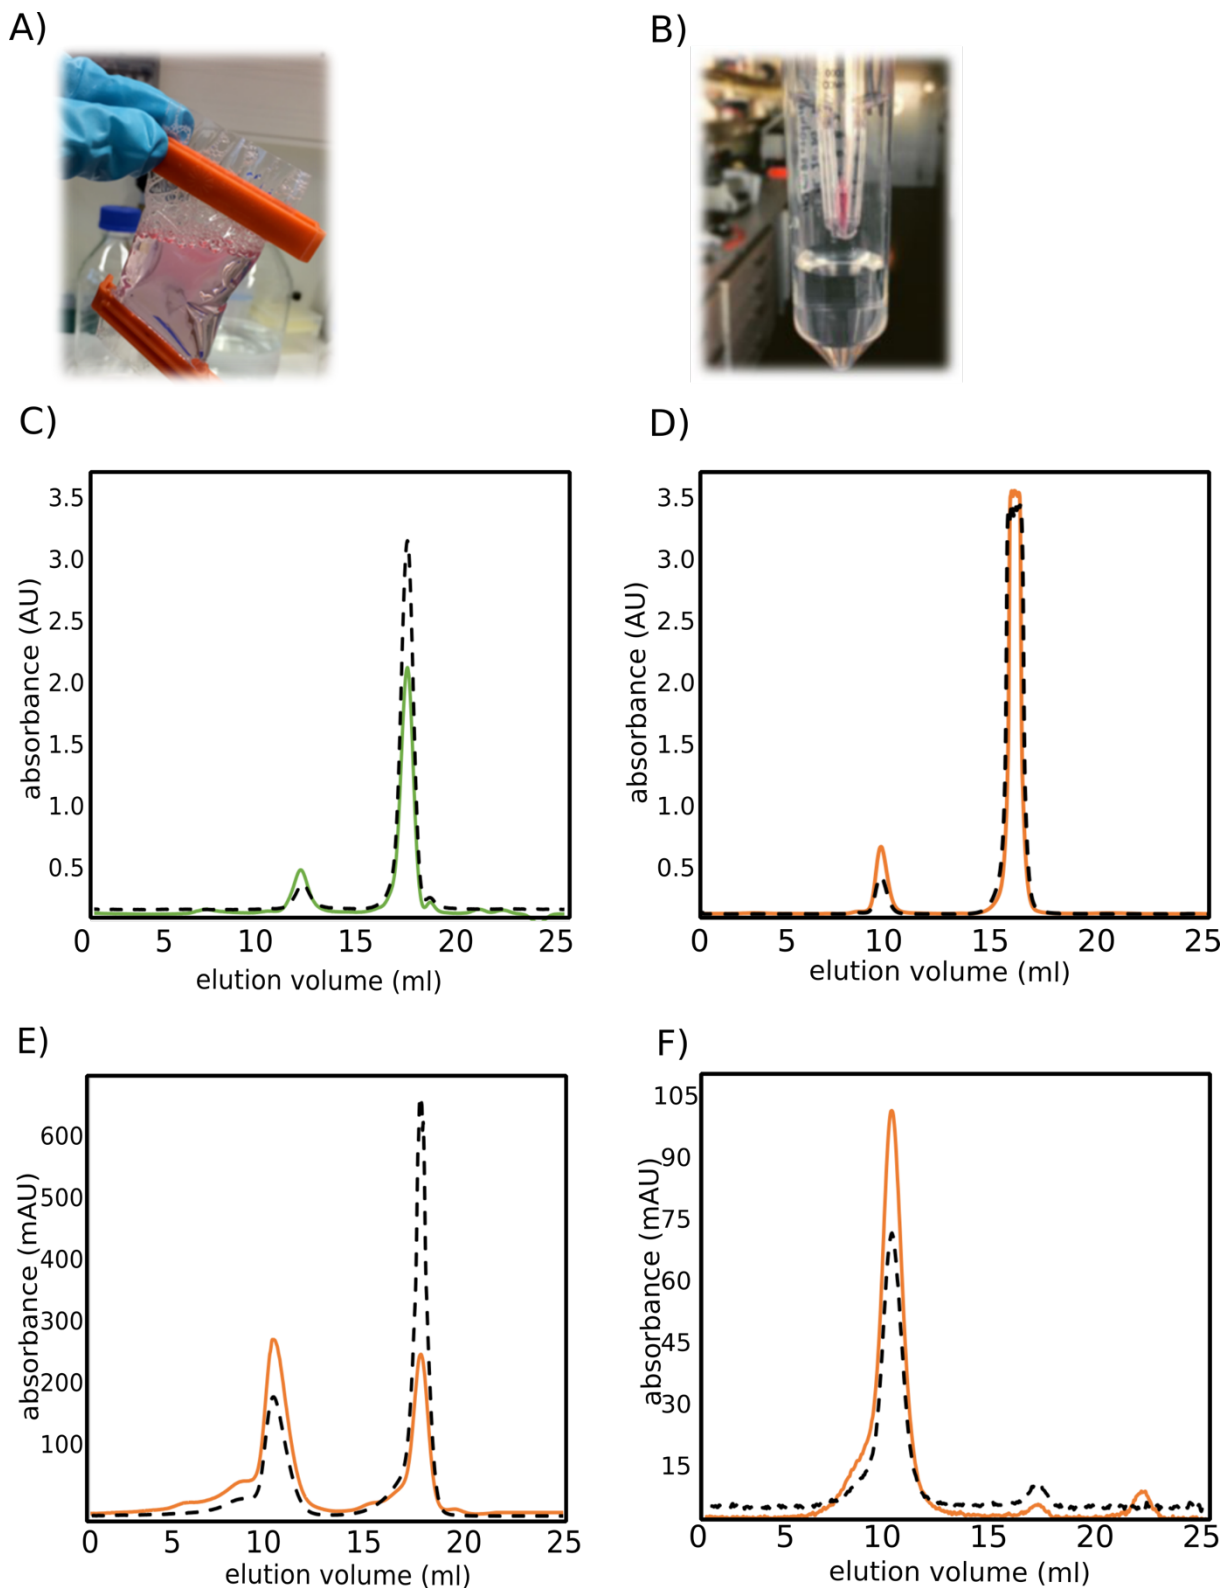 A)
B)
C)
D)
3.5
3.0
2.5
2.0
1.5
1.0
0.5
absorbance (AU)
0 5 10 15 20 25
elution volume (ml)
3.5
3.0
2.5
2.0
1.5
1.0
0.5
absorbance (AU)
0 5 10 15 20 25
elution volume (ml)
E)
F)
600
500
400
300
200
100
absorbance (mAU)
0 5 10 15 20 25
elution volume (ml)
105
90
75
60
45
30
15
absorbance (mAU)
0 5 10 15 20 25
elution volume (ml)